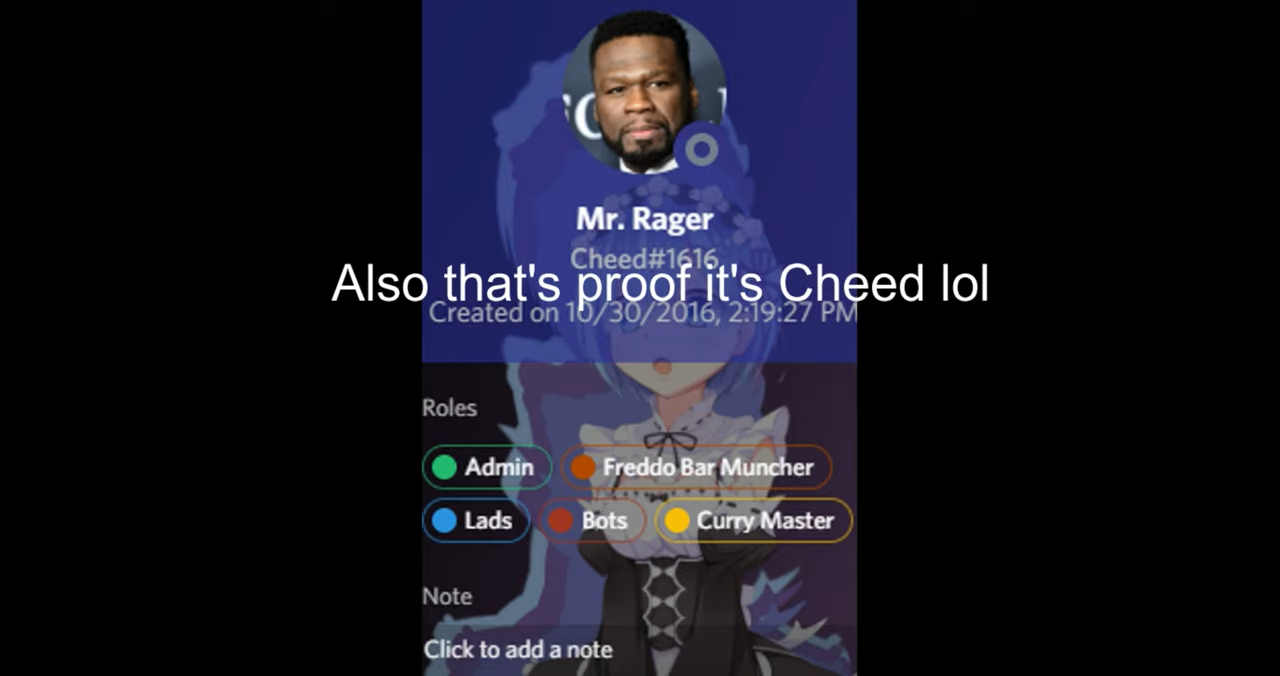 Mr. Rager
Cheed#1616
Also that's proof it's Cheed lol
Created on 10/30/2016, 2:19:27 PM
Roles
Admin
Freddo Bar Muncher
Lads
Bots
Curry Master
Note
Click to add a note